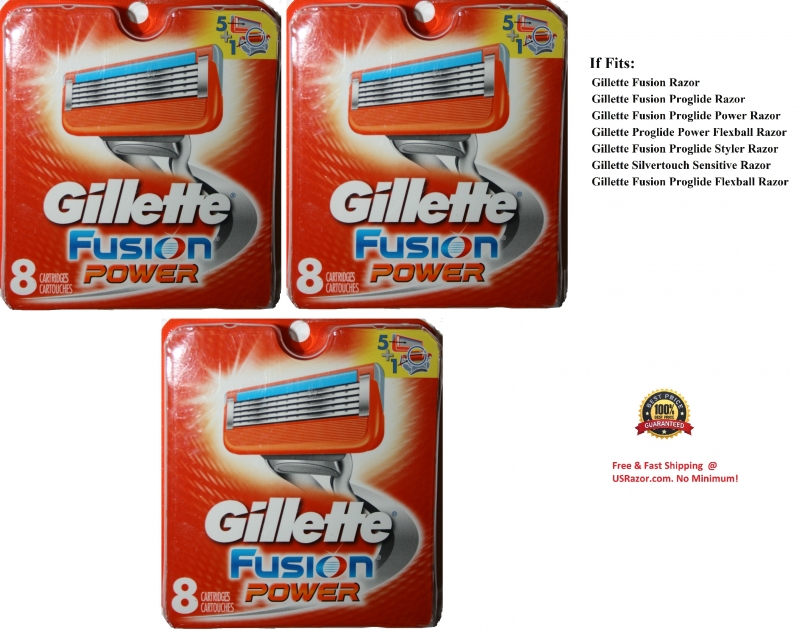 5
+1
Gillette
Fusion
POWER
8 CARTRIDGES
CARTOUCHES
5
+1
Gillette
Fusion
POWER
8 CARTRIDGES
CARTOUCHES
If Fits:
Gillette Fusion Razor
Gillette Fusion Proglide Razor
Gillette Fusion Proglide Power Razor
Gillette Proglide Power Flexball Razor
Gillette Fusion Proglide Styler Razor
Gillette Silvertouch Sensitive Razor
Gillette Fusion Proglide Flexball Razor
5
+1
Gillette
Fusion
POWER
8 CARTRIDGES
CARTOUCHES
BEST PRICE
100%
BEST PRICE
GUARANTEED
Free & Fast Shipping @
USRazor.com. No Minimum!